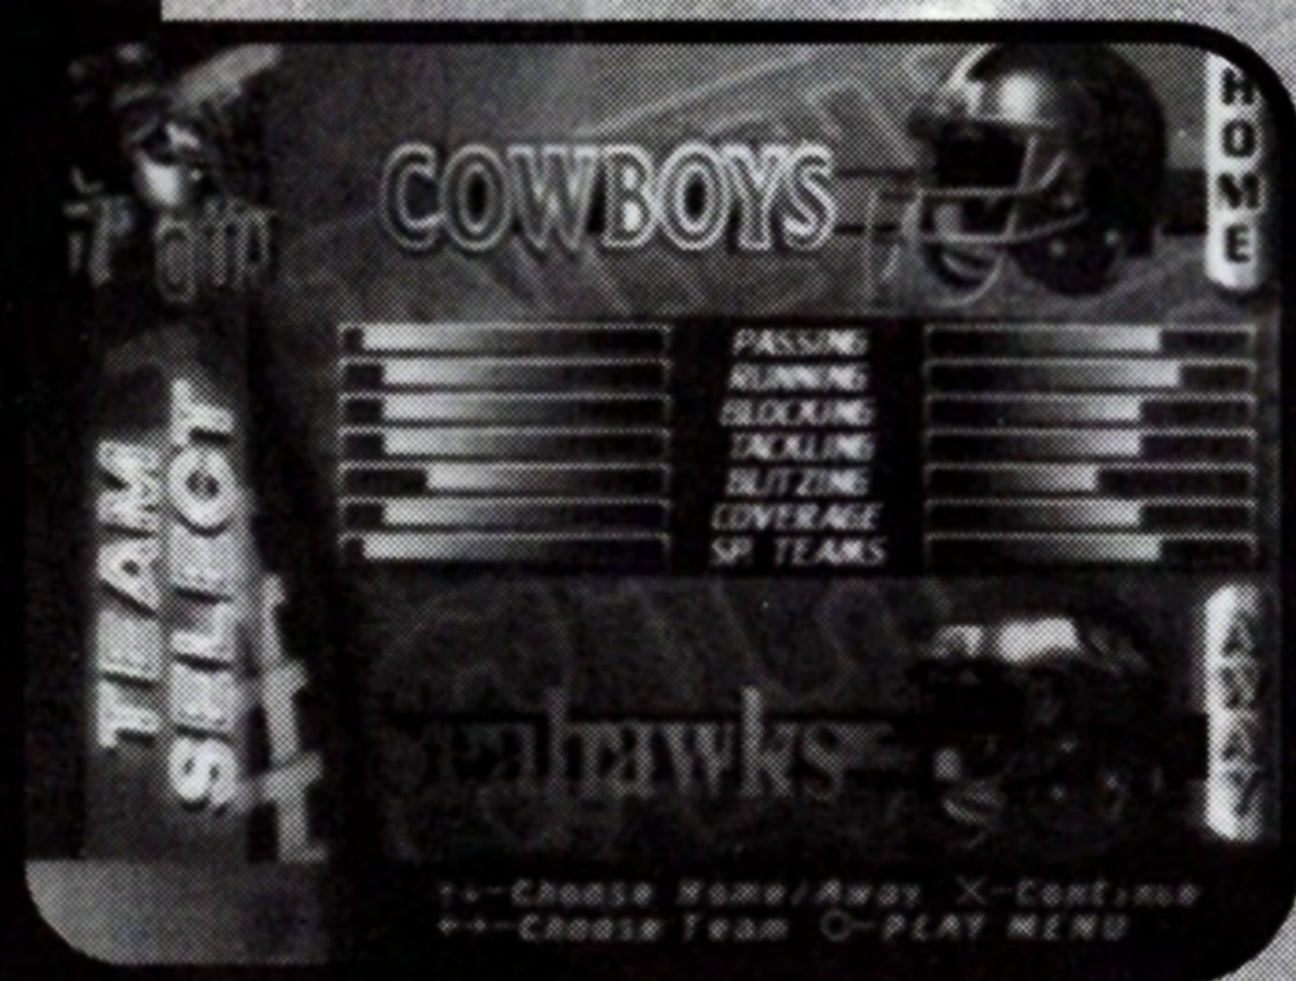 COWBOYS
HOME
PASSING
RUNNING
BLOCKING
TACKLING
BLITZING
COVERAGE
SP. TEAMS
TEAM
SELECT
Seahawks
AWAY
↑↓-Choose Home/Away X-Continue
←→-Choose Team O-PLAY MENU